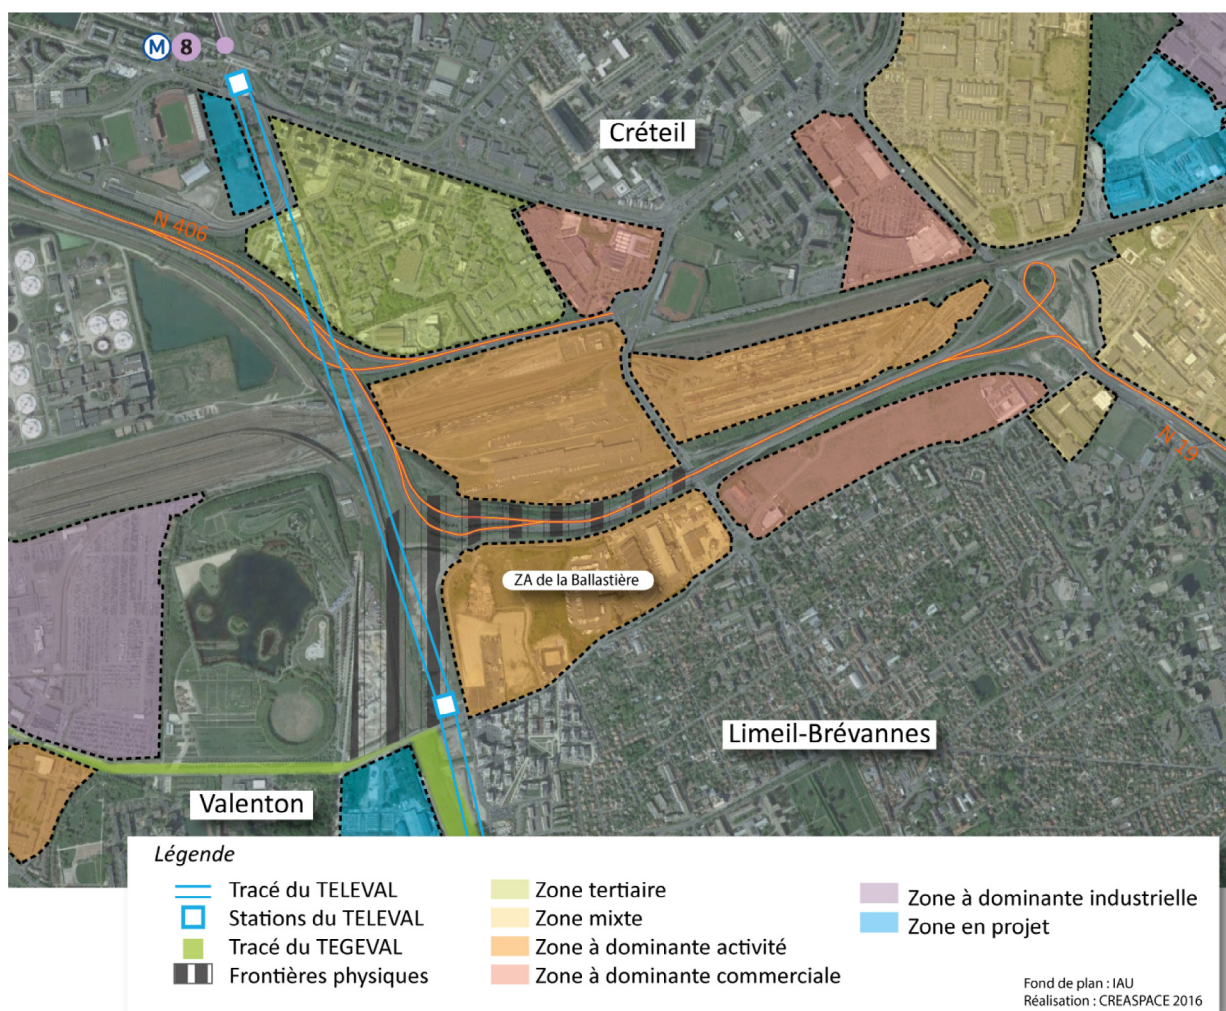 M 8
Créteil
N 406
N 19
ZA de la Ballastière
Limeil-Brévannes
Valenton
Légende
Tracé du TELEVAL
Stations du TELEVAL
Tracé du TEGEVAL
Frontières physiques
Zone tertiaire
Zone mixte
Zone à dominante activité
Zone à dominante commerciale
Zone à dominante industrielle
Zone en projet
Fond de plan : IAU
Réalisation : CREASPACE 2016